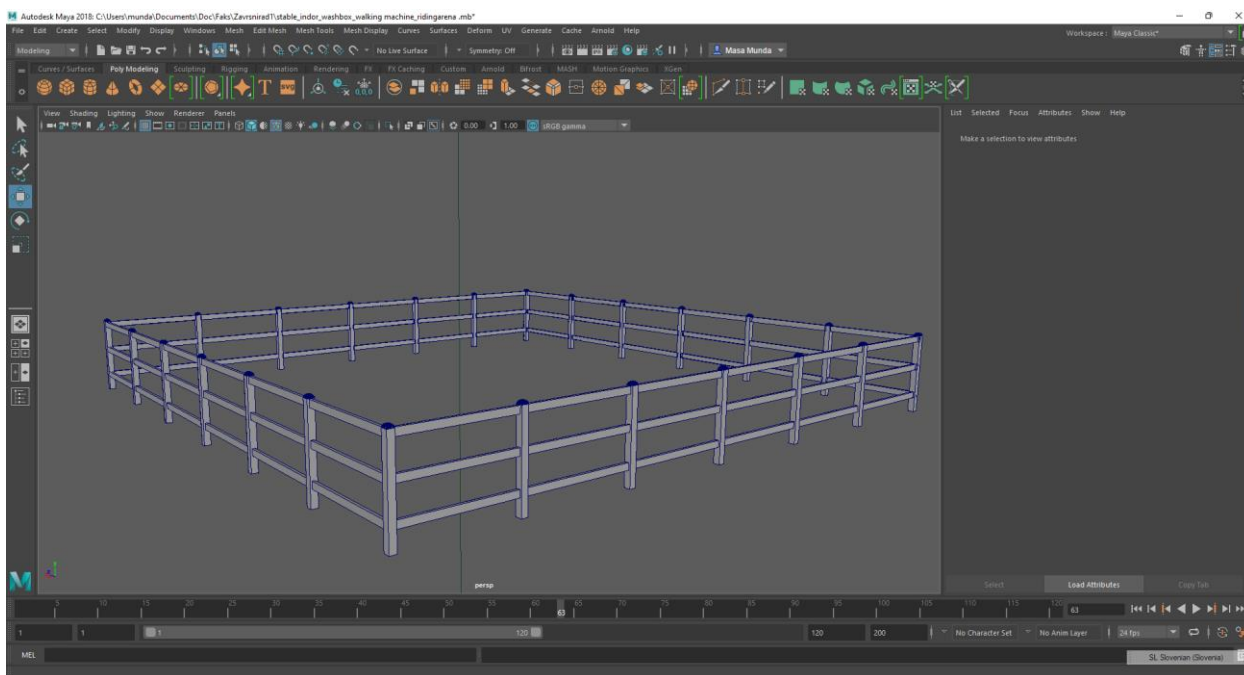 Autodesk Maya 2018: C:\Users\munda\Documents\Doc\Faks\Zavrsnirad1\stable_indor_washbox_walking machine_ridingarena .mb*
File Edit Create Select Modify Display Windows Mesh Edit Mesh Mesh Tools Mesh Display Curves Surfaces Deform UV Generate Cache Arnold Help
Workspace : Maya Classic*
Modeling No Live Surface Symmetry: Off Masa Munda
Curves / Surfaces Poly Modeling Sculpting Rigging Animation Rendering FX FX Caching Custom Arnold Bifrost MASH Motion Graphics XGen
T SVG 0,0,0
View Shading Lighting Show Renderer Panels
0.00 1.00 sRGB gamma
List Selected Focus Attributes Show Help
Make a selection to view attributes
persp
Select Load Attributes Copy Tab
5 10 15 20 25 30 35 40 45 50 55 60 63 65 70 75 80 85 90 95 100 105 110 115 120 63
1 1 1 120 120 200 No Character Set No Anim Layer 24 fps
MEL
SL Slovenian (Slovenia)